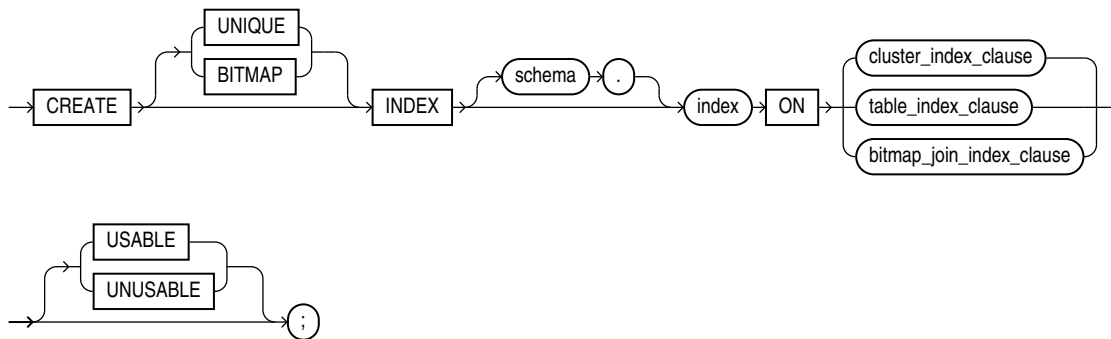 UNIQUE
BITMAP
CREATE INDEX schema . index ON
cluster_index_clause
table_index_clause
bitmap_join_index_clause
USABLE
UNUSABLE
;